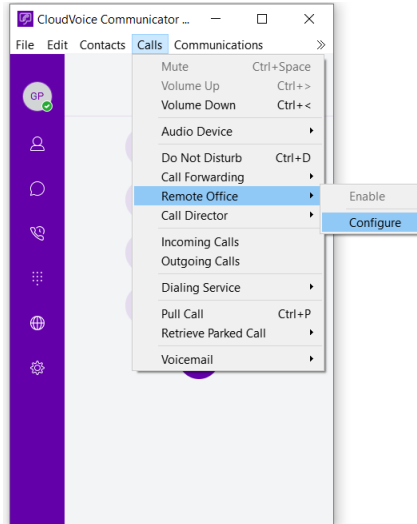 CloudVoice Communicator ...
File Edit Contacts Calls Communications »
Mute Ctrl+Space
Volume Up Ctrl+>
Volume Down Ctrl+<
Audio Device
Do Not Disturb Ctrl+D
Call Forwarding
Remote Office
Call Director
Incoming Calls
Outgoing Calls
Dialing Service
Pull Call Ctrl+P
Retrieve Parked Call
Voicemail
Enable
Configure
GP